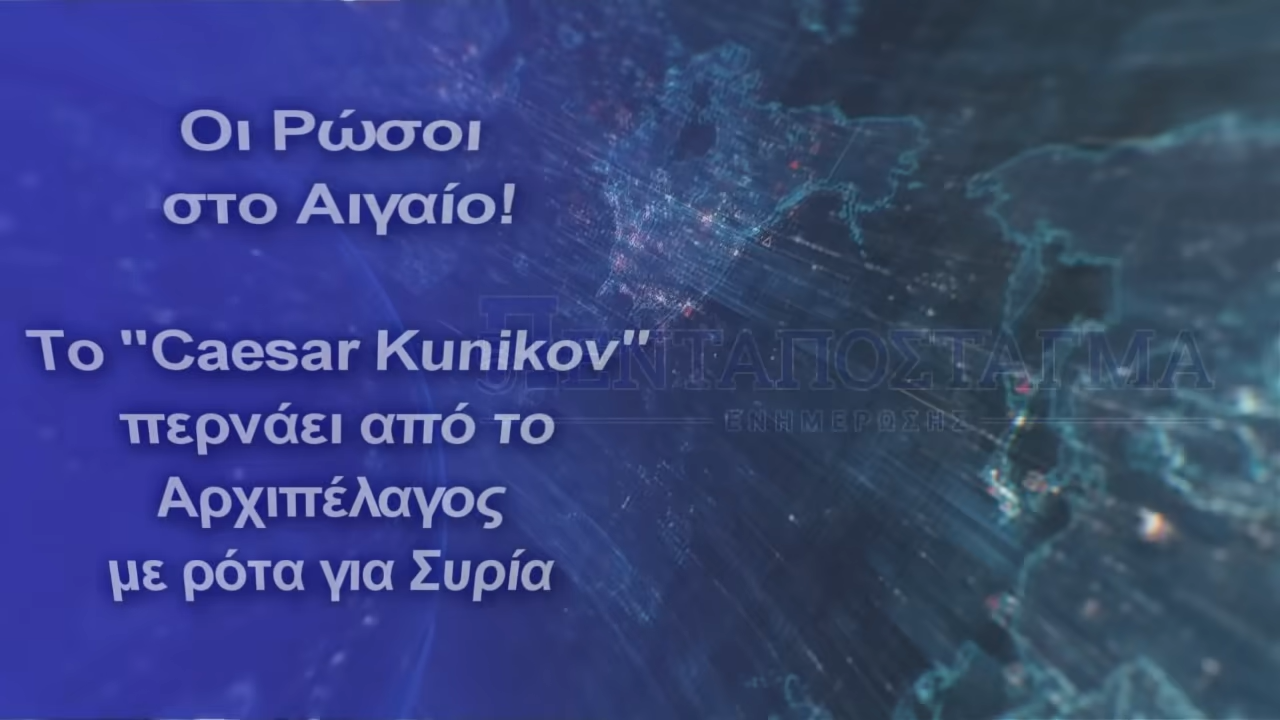 Οι Ρώσοι
στο Αιγαίο!
Το "Caesar Kunikov"
περνάει από το
Αρχιπέλαγος
με ρότα για Συρία
ΠΕΝΤΑΠΟΣΤΑΓΜΑ
ΕΝΗΜΕΡΩΣΗΣ